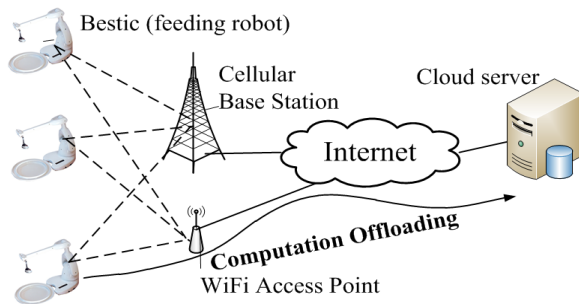 Bestic (feeding robot)
Cellular
Base Station
Cloud server
Internet
Computation Offloading
WiFi Access Point